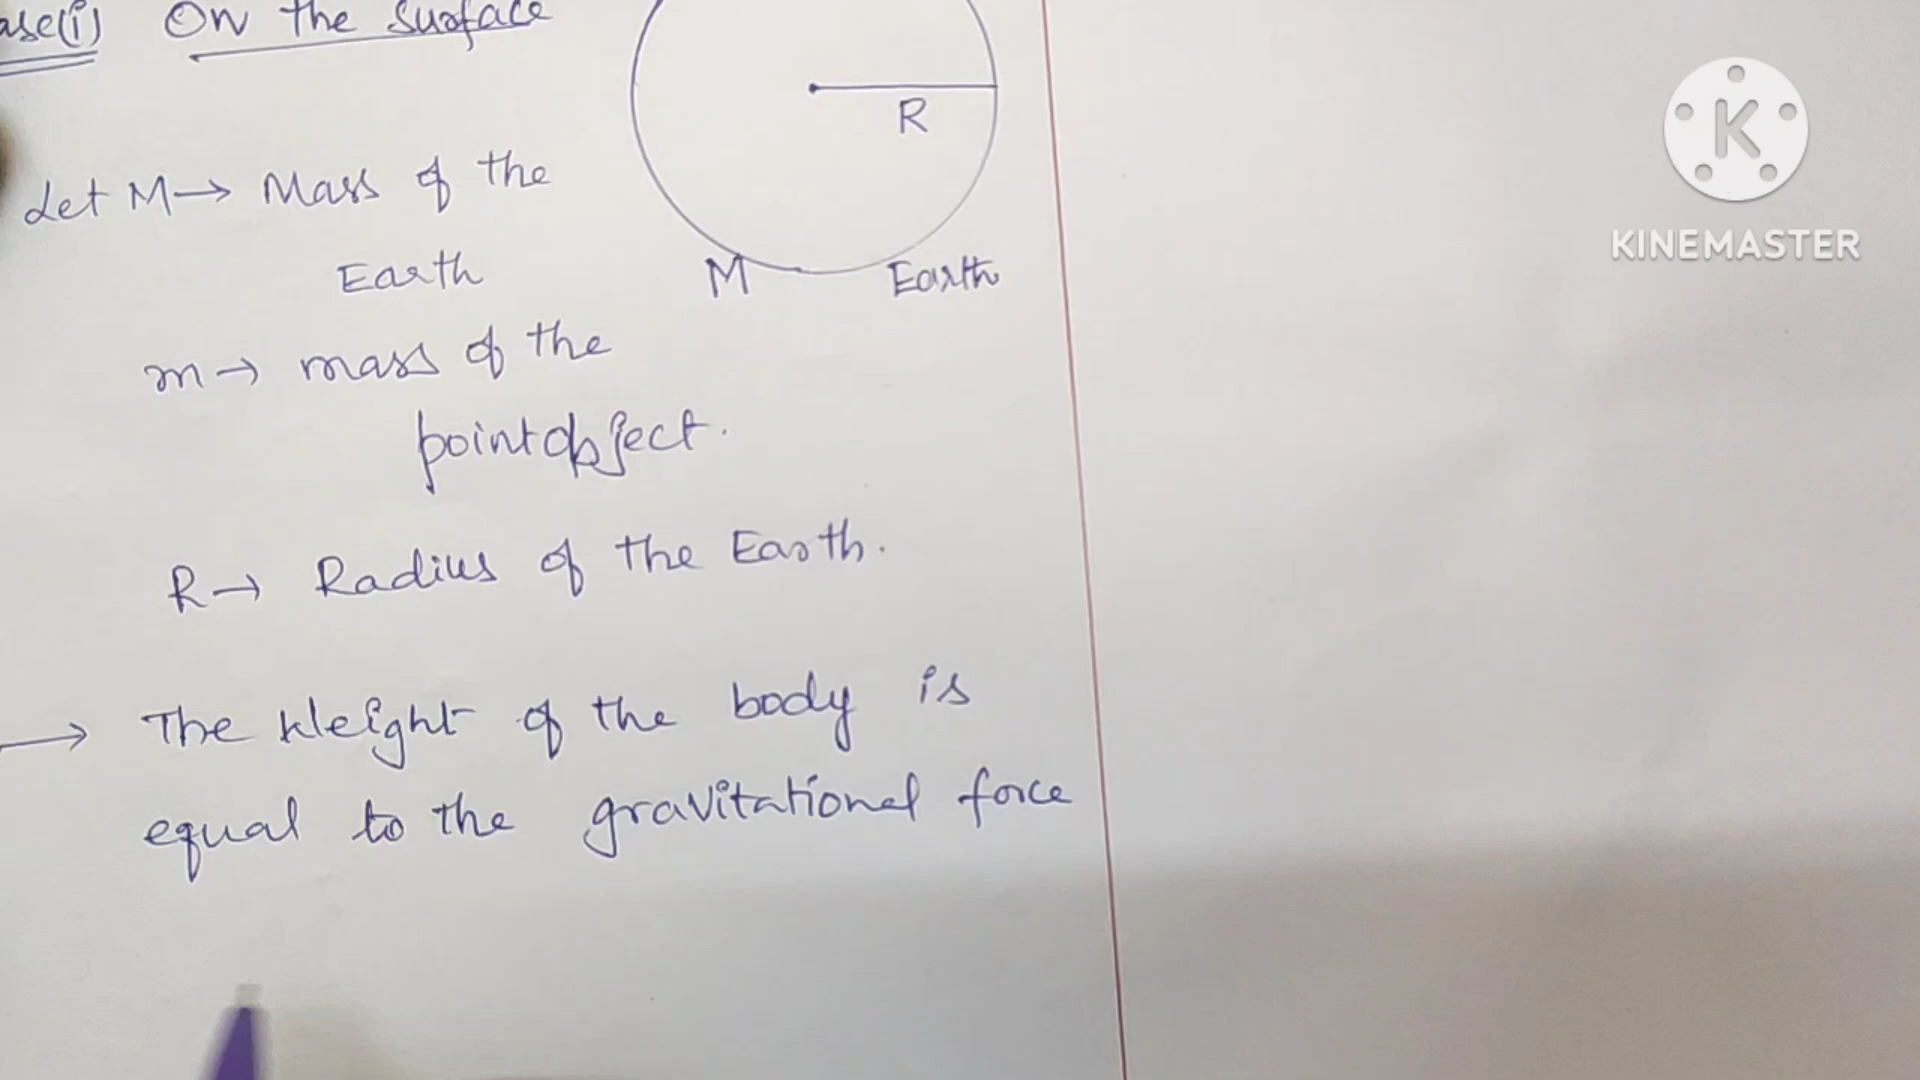 ase(i) On the surface
R
Let M→ Mass of the
Earth
M Earth
m→ mass of the
point object.
R→ Radius of the Earth.
→ The Weight of the body is
equal to the gravitational force
K
KINEMASTER